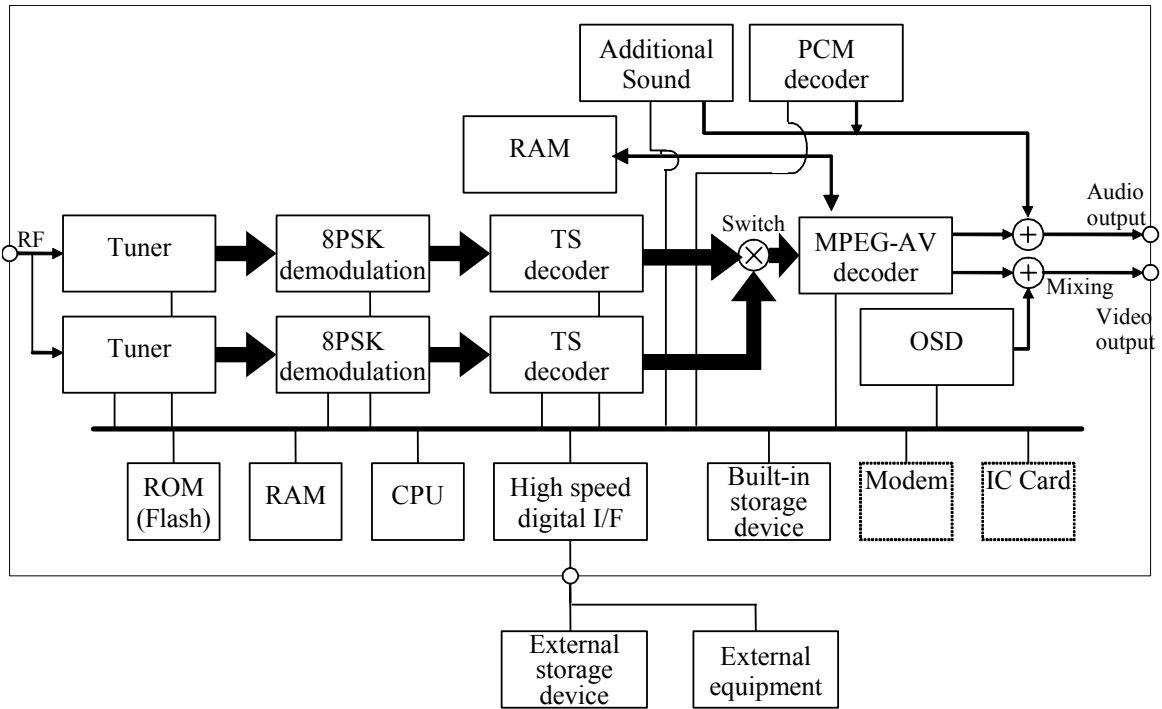 Additional
Sound
PCM
decoder
RAM
RF
Tuner
8PSK
demodulation
TS
decoder
Switch
MPEG-AV
decoder
Audio
output
Mixing
Video
output
Tuner
8PSK
demodulation
TS
decoder
OSD
ROM
(Flash)
RAM
CPU
High speed
digital I/F
Built-in
storage
device
Modem
IC Card
External
storage
device
External
equipment